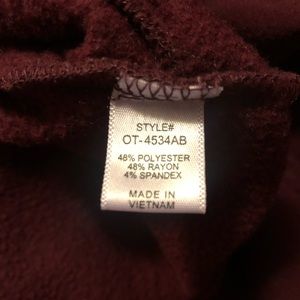 STYLE#
OT-4534AB
48% POLYESTER
48% RAYON
4% SPANDEX
MADE IN
VIETNAM